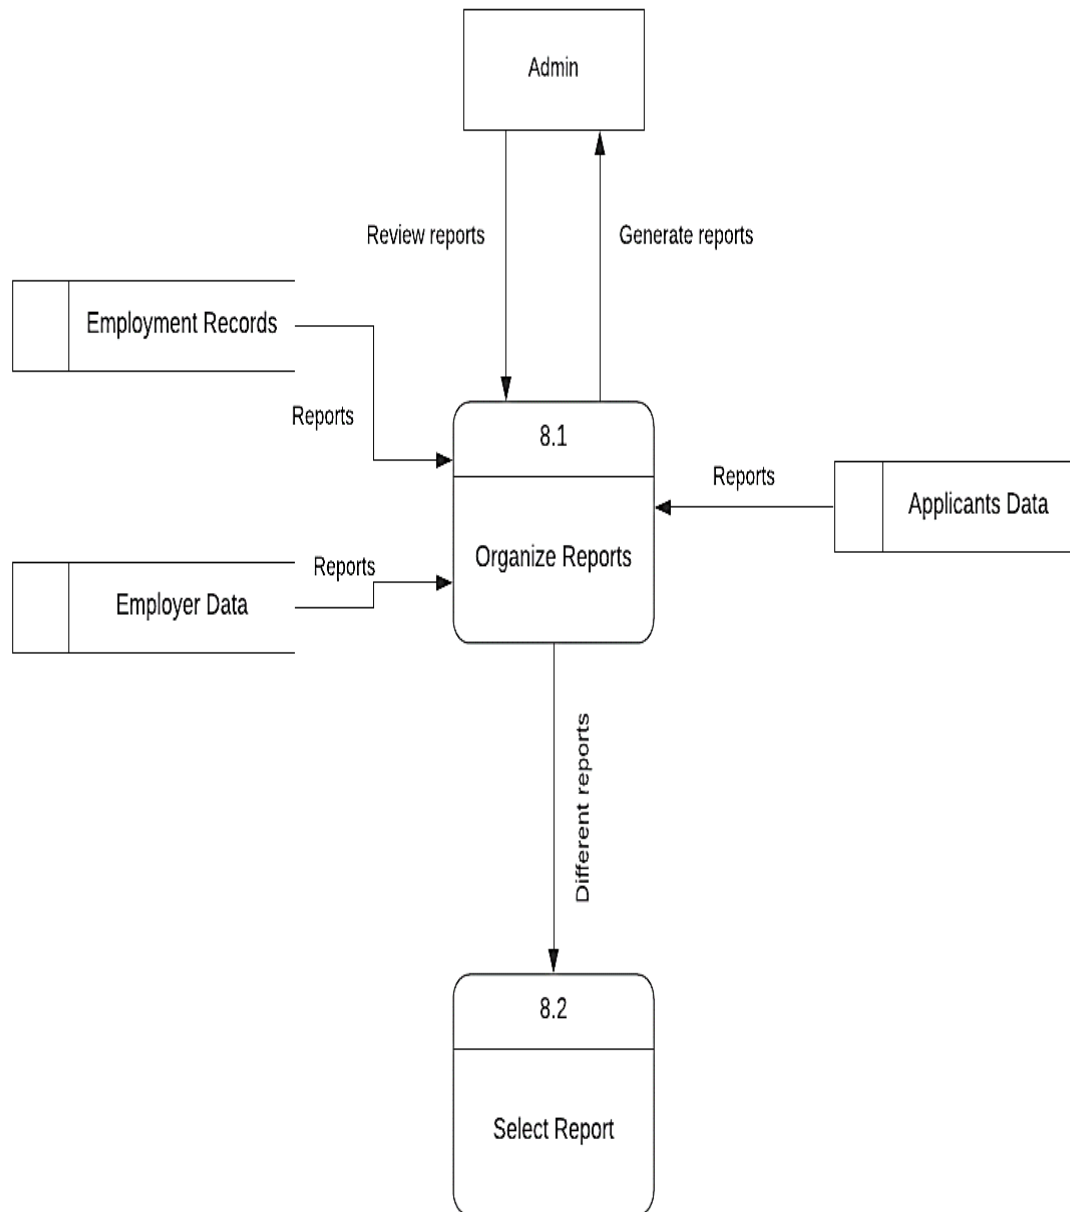 Admin
Review reports
Generate reports
Employment Records
Reports
8.1
Reports
Applicants Data
Organize Reports
Reports
Employer Data
Different reports
8.2
Select Report